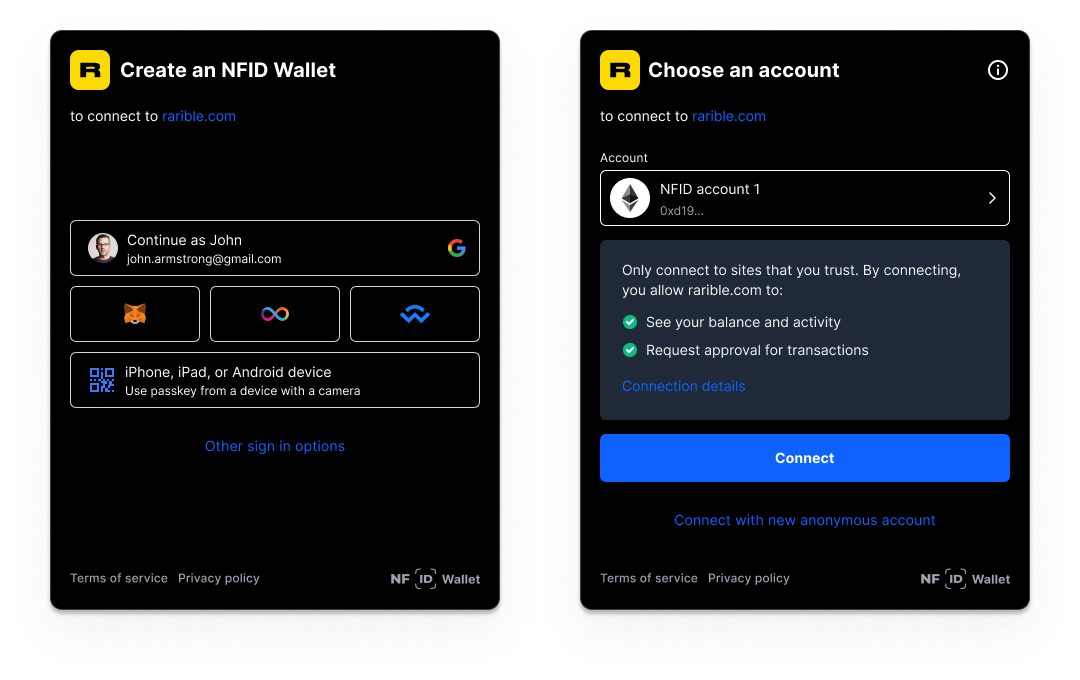 R Create an NFID Wallet
to connect to rarible.com
Continue as John
john.armstrong@gmail.com
iPhone, iPad, or Android device
Use passkey from a device with a camera
Other sign in options
Terms of service Privacy policy NF ID Wallet
R Choose an account
to connect to rarible.com
Account
NFID account 1
0xd19...
Only connect to sites that you trust. By connecting,
you allow rarible.com to:
See your balance and activity
Request approval for transactions
Connection details
Connect
Connect with new anonymous account
Terms of service Privacy policy NF ID Wallet